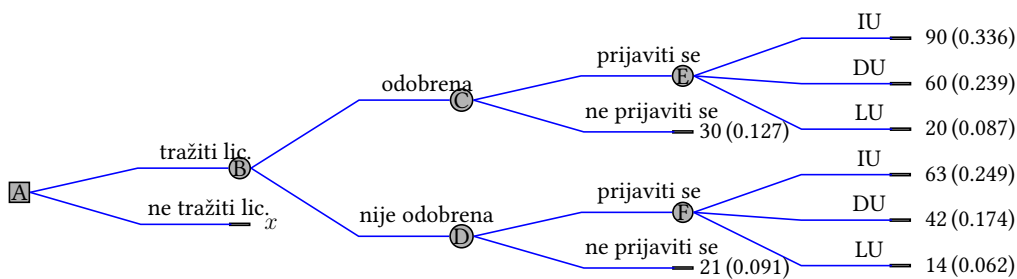 IU
90 (0.336)
prijaviti se
E
DU
60 (0.239)
odobrena
C
LU
20 (0.087)
ne prijaviti se
30 (0.127)
tražiti lic.
B
IU
63 (0.249)
A
prijaviti se
F
DU
42 (0.174)
ne tražiti lic.
x
nije odobrena
D
LU
14 (0.062)
ne prijaviti se
21 (0.091)